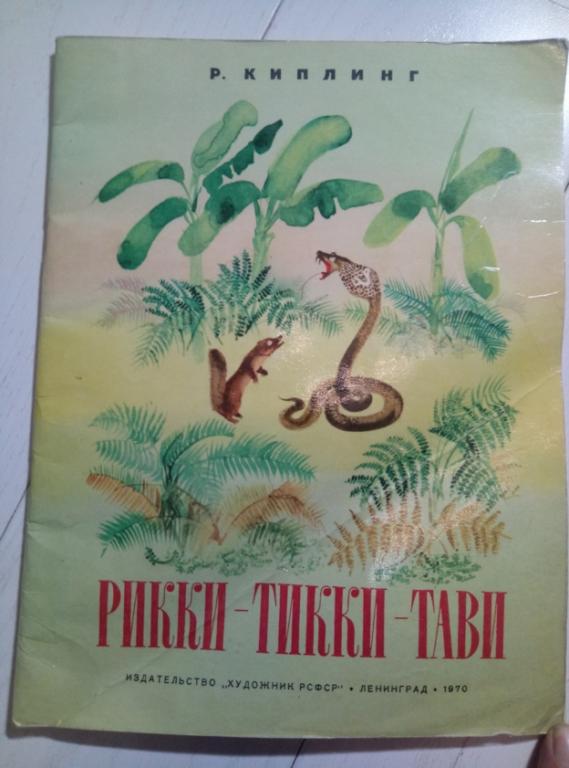 Р. КИПЛИНГ
РИККИ-ТИККИ-ТАВИ
ИЗДАТЕЛЬСТВО „ХУДОЖНИК РСФСР" • ЛЕНИНГРАД • 1970